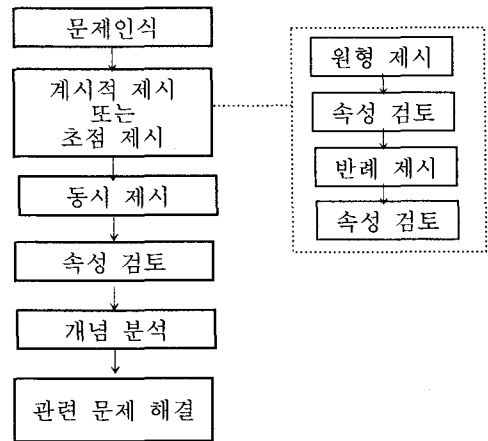 문제인식
계시적 제시
또는
초점 제시
동시 제시
속성 검토
개념 분석
관련 문제 해결
원형 제시
속성 검토
반례 제시
속성 검토